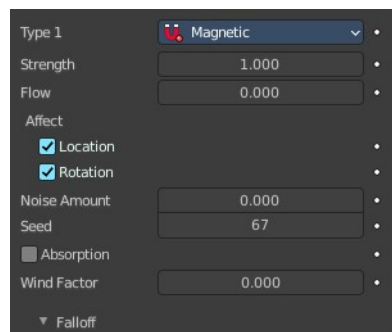 Type 1 Magnetic
Strength 1.000
Flow 0.000
Affect
Location
Rotation
Noise Amount 0.000
Seed 67
Absorption
Wind Factor 0.000
Falloff